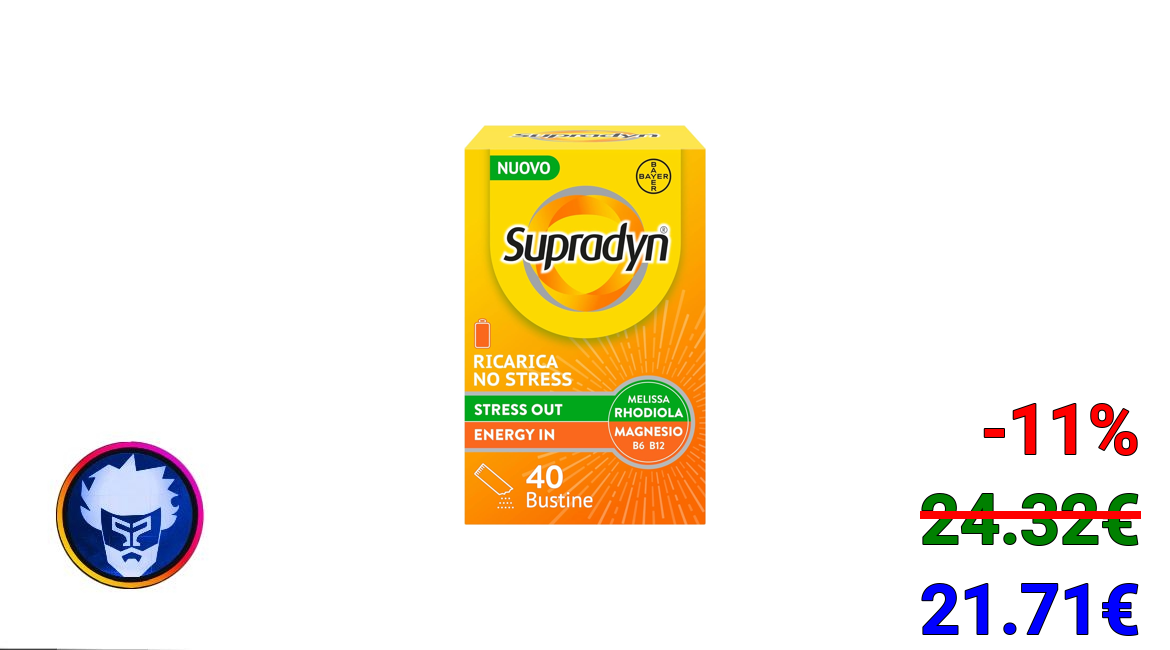 supradyn
NUOVO
BAYER
BAYER
Supradyn®
RICARICA
NO STRESS
STRESS OUT
ENERGY IN
MELISSA
RHODIOLA
MAGNESIO
B6 B12
40
Bustine
-11%
24.32€
21.71€